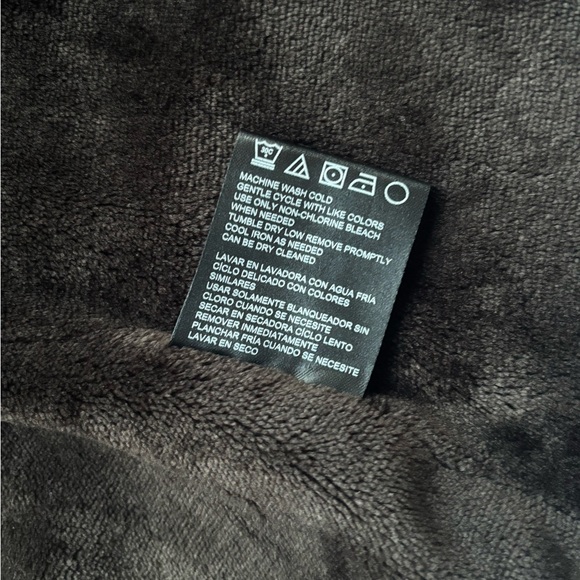 30C
MACHINE WASH COLD
GENTLE CYCLE WITH LIKE COLORS
USE ONLY NON-CHLORINE BLEACH
WHEN NEEDED
TUMBLE DRY LOW REMOVE PROMPTLY
COOL IRON AS NEEDED
CAN BE DRY CLEANED
LAVAR EN LAVADORA CON AGUA FRÍA
CÍCLO DELICADO CON COLORES
SIMILARES
USAR SOLAMENTE BLANQUEADOR SIN
CLORO CUANDO SE NECESITE
SECAR EN SECADORA CÍCLO LENTO
REMOVER INMEDIATAMENTE
PLANCHAR FRÍA CUANDO SE NECESITE
LAVAR EN SECO